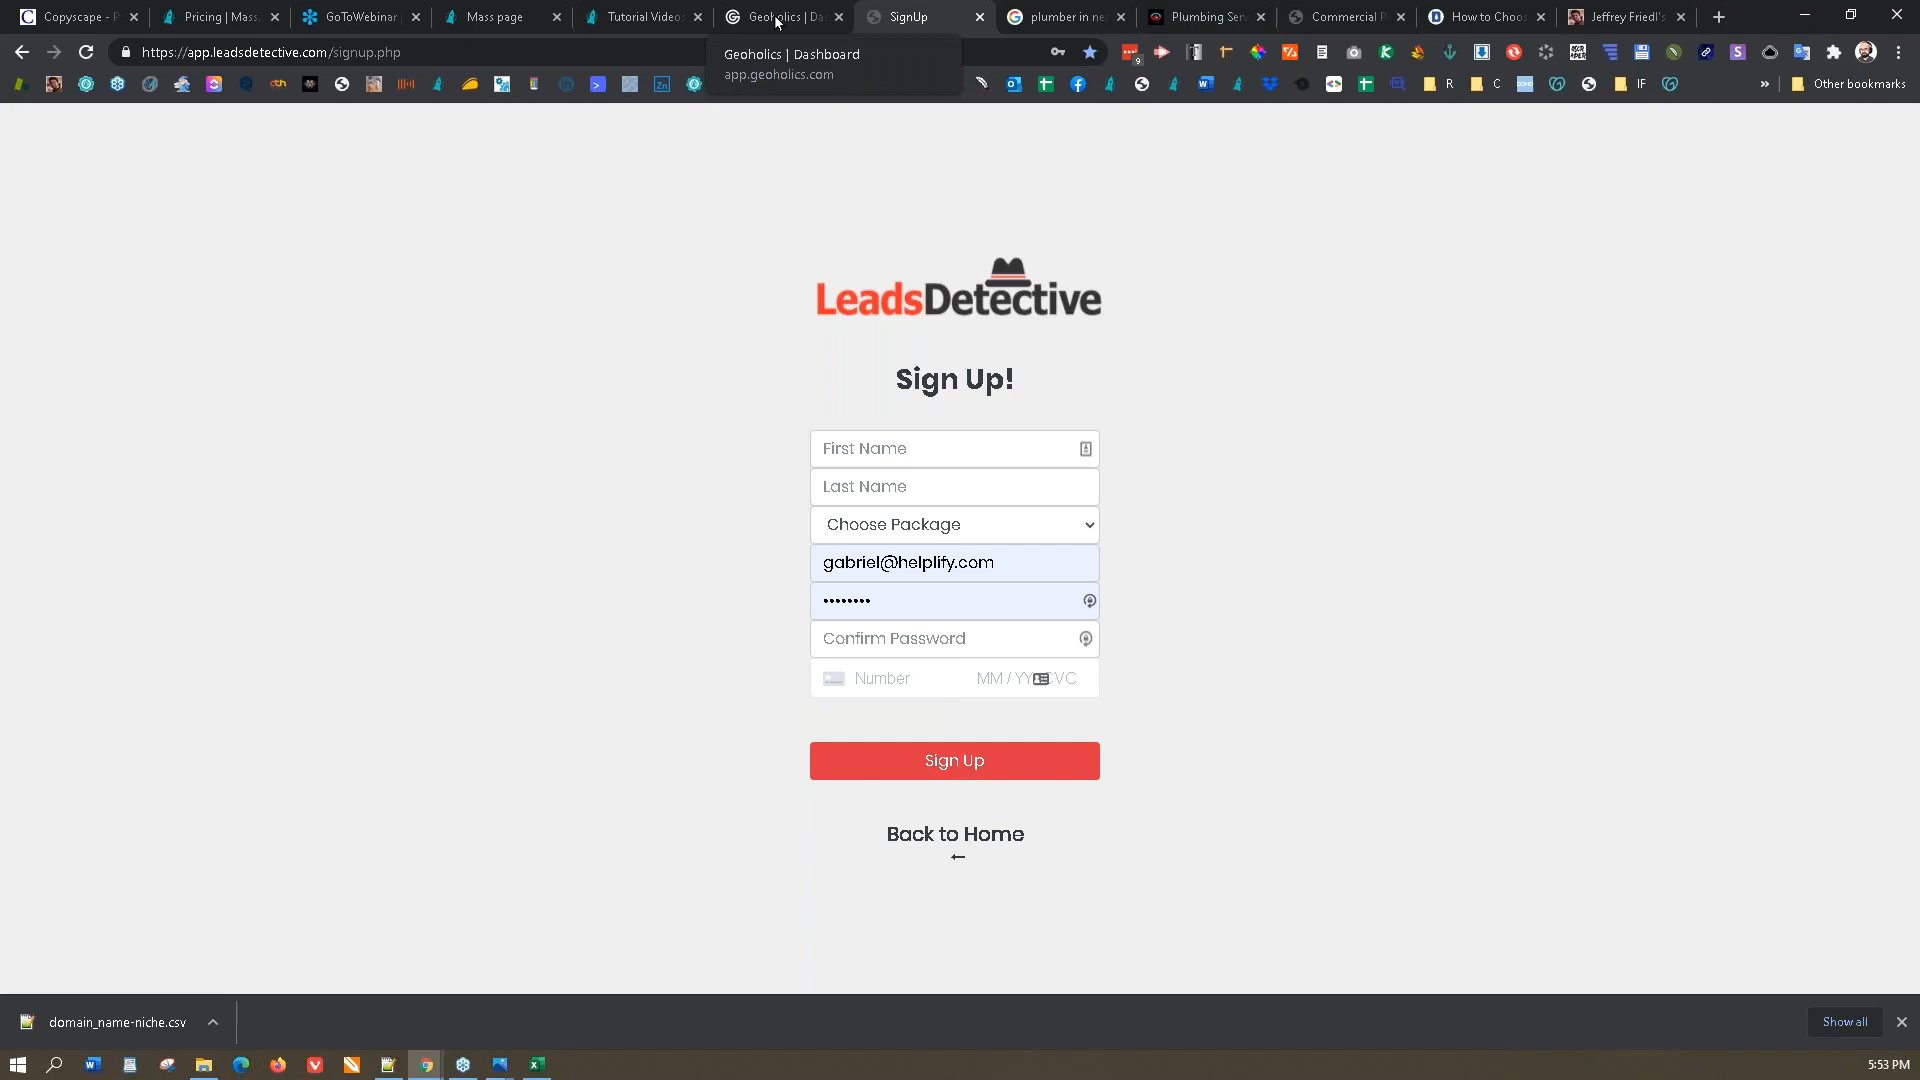 Copyscape - P
Pricing | Mass
GoToWebinar
Mass page
Tutorial Videos
Geoholics | Da
SignUp
plumber in ne
Plumbing Ser
Commercial P
How to Choos
Jeffrey Friedl's
https://app.leadsdetective.com/signup.php
9
Geoholics | Dashboard
app.geoholics.com
R
C
IF
Other bookmarks
LeadsDetective
Sign Up!
First Name
Last Name
Choose Package
gabriel@helplify.com
••••••••
Confirm Password
Number
MM / YY
CVC
Sign Up
Back to Home
←
domain_name-niche.csv
Show all
5:53 PM